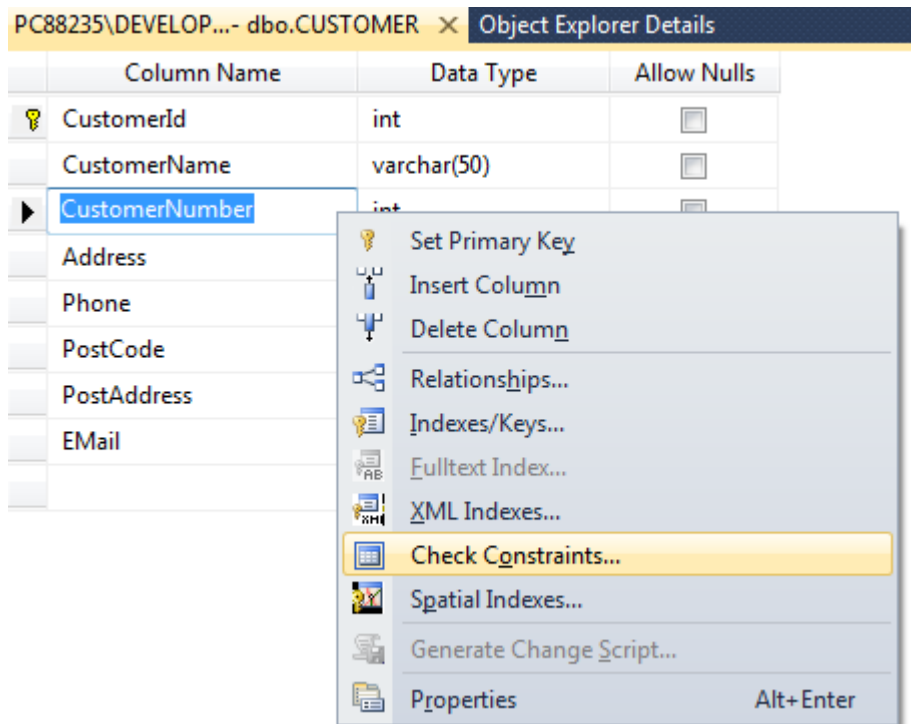 PC88235\DEVELOP...- dbo.CUSTOMER Object Explorer Details
Column Name Data Type Allow Nulls
CustomerId int
CustomerName varchar(50)
CustomerNumber int
Address
Phone
PostCode
PostAddress
EMail
Set Primary Key
Insert Column
Delete Column
Relationships...
Indexes/Keys...
Fulltext Index...
XML Indexes...
Check Constraints...
Spatial Indexes...
Generate Change Script...
Properties Alt+Enter